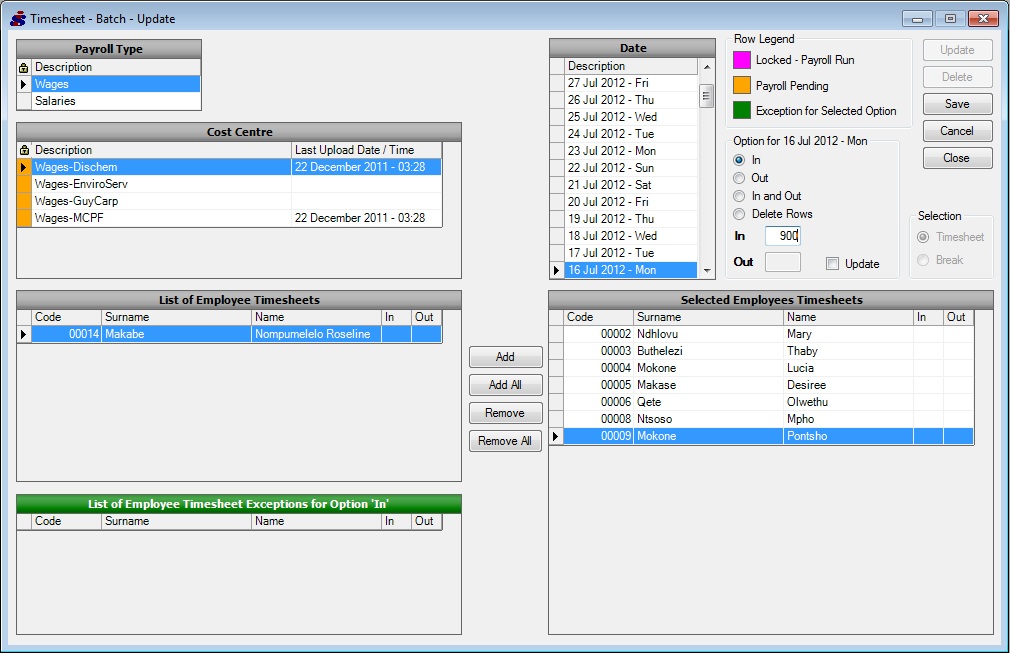 Timesheet - Batch - Update
Payroll Type
Description
Wages
Salaries
Cost Centre
Description Last Upload Date / Time
Wages-Dischem 22 December 2011 - 03:28
Wages-EnviroServ
Wages-GuyCarp
Wages-MCPF 22 December 2011 - 03:28
Date
Description
27 Jul 2012 - Fri
26 Jul 2012 - Thu
25 Jul 2012 - Wed
24 Jul 2012 - Tue
23 Jul 2012 - Mon
22 Jul 2012 - Sun
21 Jul 2012 - Sat
20 Jul 2012 - Fri
19 Jul 2012 - Thu
18 Jul 2012 - Wed
17 Jul 2012 - Tue
16 Jul 2012 - Mon
Row Legend
Locked - Payroll Run
Payroll Pending
Exception for Selected Option
Option for 16 Jul 2012 - Mon
In
Out
In and Out
Delete Rows
In 900
Out Update
Update
Delete
Save
Cancel
Close
Selection
Timesheet
Break
List of Employee Timesheets
Code Surname Name In Out
00014 Makabe Nompumelelo Roseline
Add
Add All
Remove
Remove All
Selected Employees Timesheets
Code Surname Name In Out
00002 Ndhlovu Mary
00003 Buthelezi Thaby
00004 Mokone Lucia
00005 Makase Desiree
00006 Qete Olwethu
00008 Ntsoso Mpho
00009 Mokone Pontsho
List of Employee Timesheet Exceptions for Option 'In'
Code Surname Name In Out